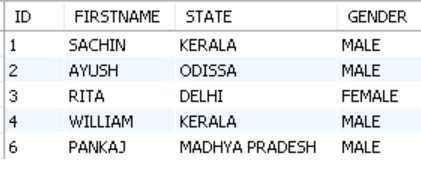 ID FIRSTNAME STATE GENDER
1 SACHIN KERALA MALE
2 AYUSH ODISSA MALE
3 RITA DELHI FEMALE
4 WILLIAM KERALA MALE
6 PANKAJ MADHYA PRADESH MALE